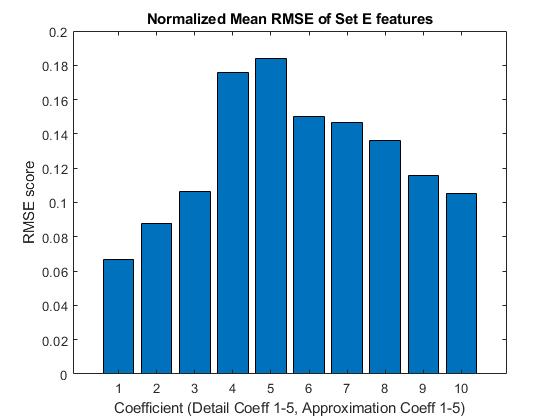 Normalized Mean RMSE of Set E features
0.2
0.18
0.16
0.14
0.12
0.1
0.08
0.06
0.04
0.02
0
RMSE score
1 2 3 4 5 6 7 8 9 10
Coefficient (Detail Coeff 1-5, Approximation Coeff 1-5)